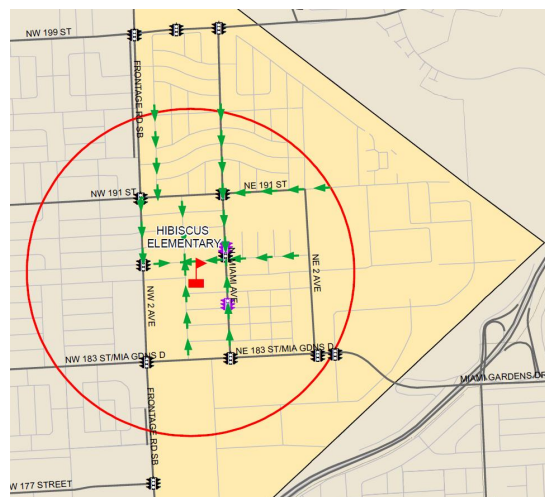 NW 199 ST
FRONTAGE RD SB
NW 191 ST
NE 191 ST
HIBISCUS
ELEMENTARY
N MIAMI AVE
NE 2 AVE
NW 2 AVE
NW 183 ST/MIA GDNS D
NE 183 ST/MIA GDNS D
MIAMI GARDENS DR
FRONTAGE RD SB
W 177 STREET